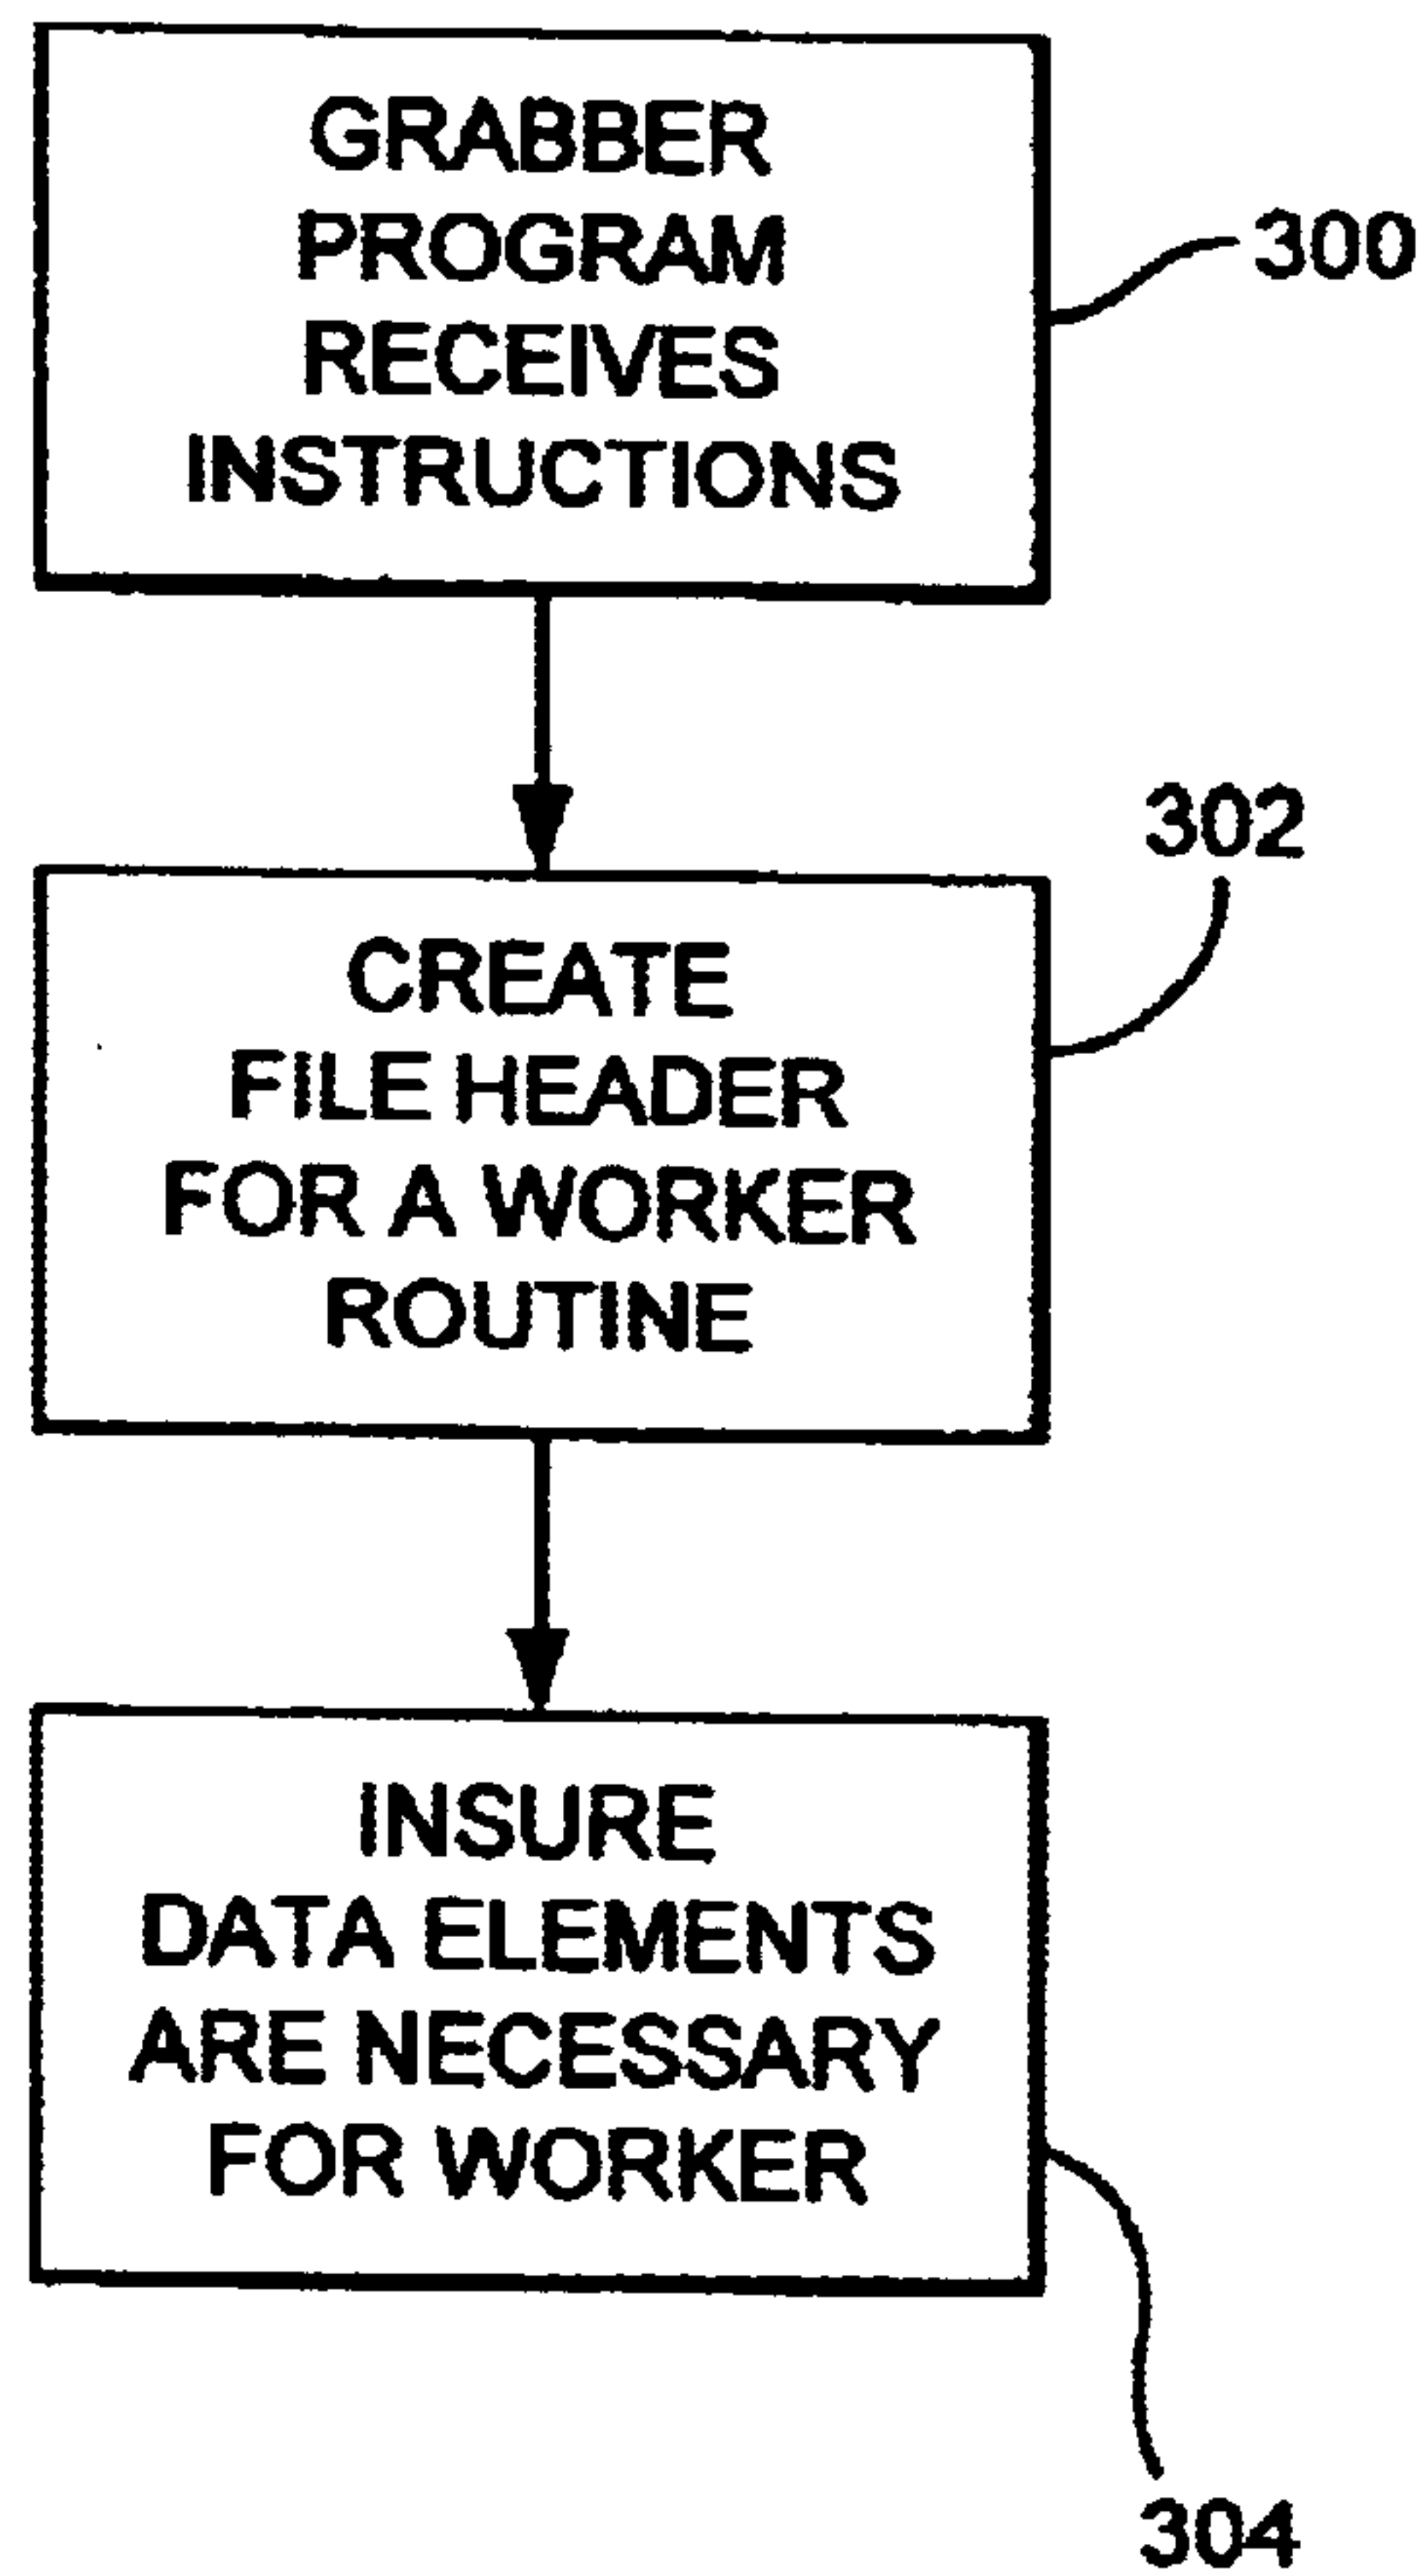 GRABBER
PROGRAM
RECEIVES
INSTRUCTIONS
300
302
CREATE
FILE HEADER
FOR A WORKER
ROUTINE
INSURE
DATA ELEMENTS
ARE NECESSARY
FOR WORKER
304